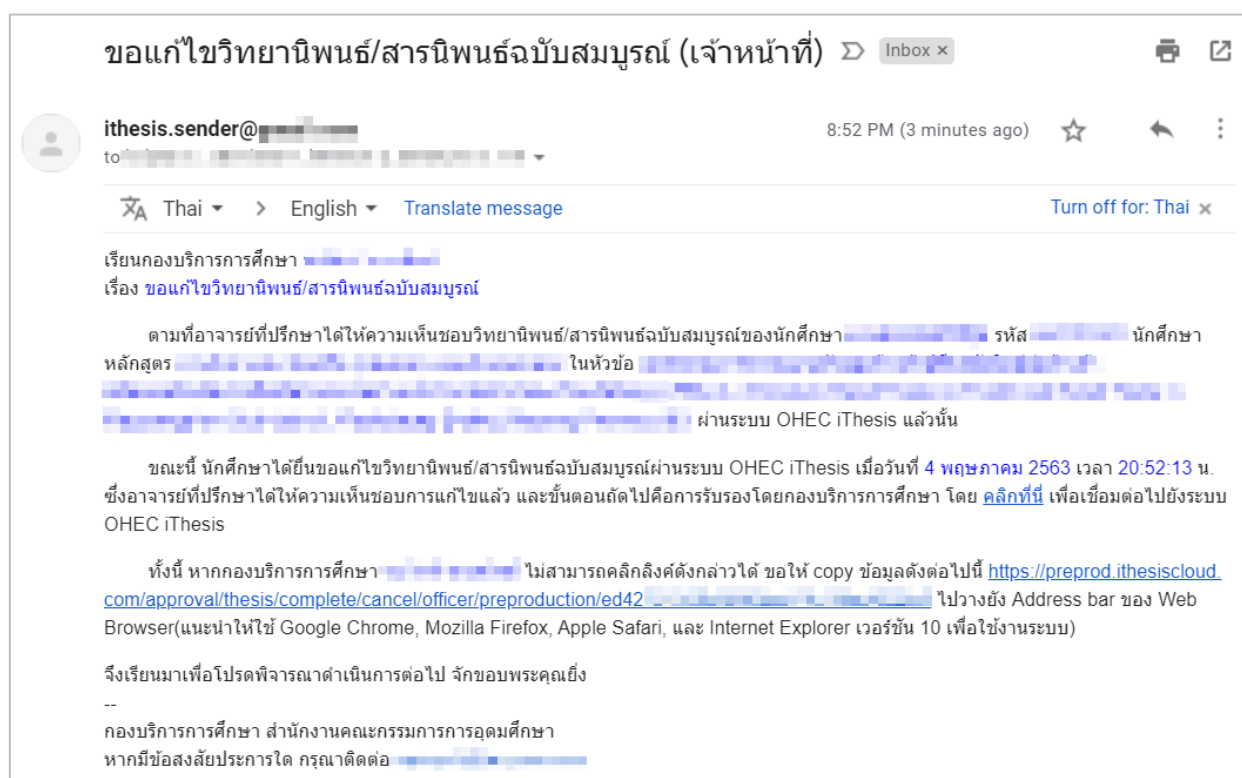 ขอแก้ไขวิทยานิพนธ์/สารนิพนธ์ฉบับสมบูรณ์ (เจ้าหน้าที่) Inbox ×
ithesis.sender@ 8:52 PM (3 minutes ago)
to
Thai > English Translate message Turn off for: Thai ×
เรียนกองบริการการศึกษา
เรื่อง ขอแก้ไขวิทยานิพนธ์/สารนิพนธ์ฉบับสมบูรณ์
ตามที่อาจารย์ที่ปรึกษาได้ให้ความเห็นชอบวิทยานิพนธ์/สารนิพนธ์ฉบับสมบูรณ์ของนักศึกษา รหัส นักศึกษา
หลักสูตร ในหัวข้อ
ผ่านระบบ OHEC iThesis แล้วนั้น
ขณะนี้ นักศึกษาได้ยื่นขอแก้ไขวิทยานิพนธ์/สารนิพนธ์ฉบับสมบูรณ์ผ่านระบบ OHEC iThesis เมื่อวันที่ 4 พฤษภาคม 2563 เวลา 20:52:13 น.
ซึ่งอาจารย์ที่ปรึกษาได้ให้ความเห็นชอบการแก้ไขแล้ว และขั้นตอนถัดไปคือการรับรองโดยกองบริการการศึกษา โดย คลิกที่นี่ เพื่อเชื่อมต่อไปยังระบบ
OHEC iThesis
ทั้งนี้ หากกองบริการการศึกษา ไม่สามารถคลิกลิงค์ดังกล่าวได้ ขอให้ copy ข้อมูลดังต่อไปนี้ https://preprod.ithesiscloud.
com/approval/thesis/complete/cancel/officer/preproduction/ed42 ไปวางยัง Address bar ของ Web
Browser(แนะนำให้ใช้ Google Chrome, Mozilla Firefox, Apple Safari, และ Internet Explorer เวอร์ชัน 10 เพื่อใช้งานระบบ)
จึงเรียนมาเพื่อโปรดพิจารณาดำเนินการต่อไป จักขอบพระคุณยิ่ง
--
กองบริการการศึกษา สำนักงานคณะกรรมการการอุดมศึกษา
หากมีข้อสงสัยประการใด กรุณาติดต่อ